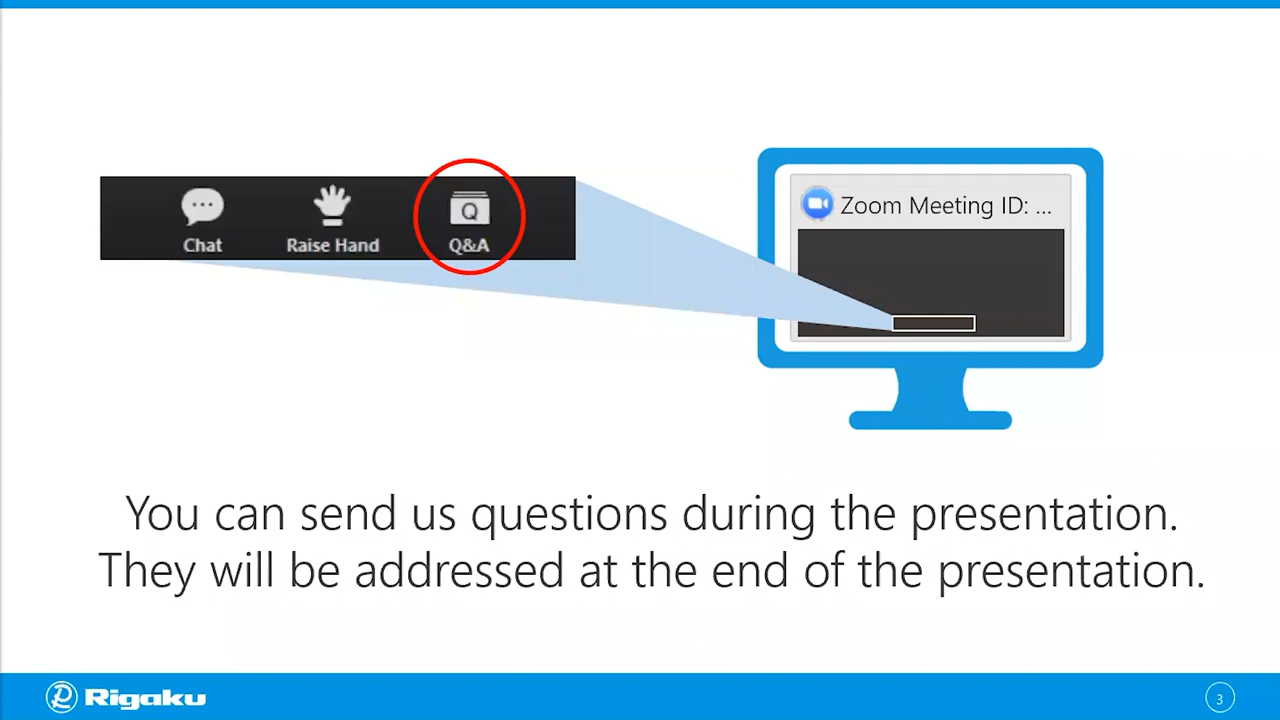 Zoom Meeting ID: ...
Chat
Raise Hand
Q
Q&A
You can send us questions during the presentation.
They will be addressed at the end of the presentation.
Rigaku
3